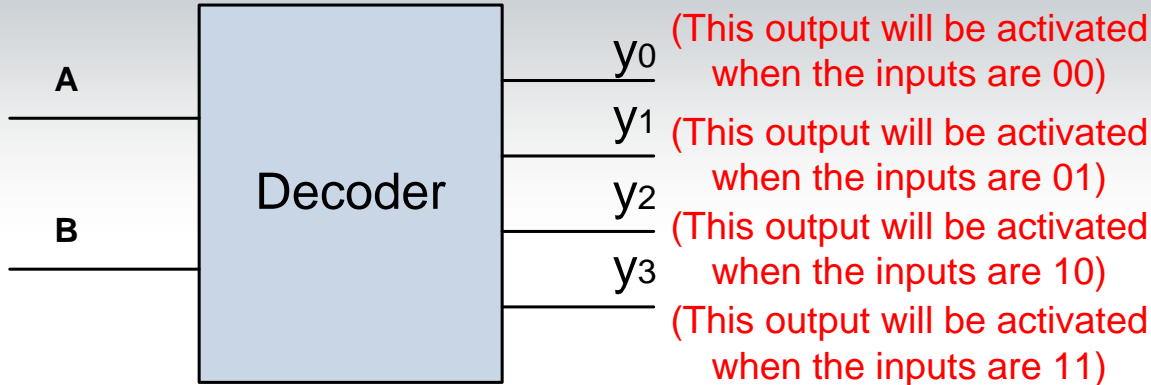 A
B
Decoder
y0
(This output will be activated
when the inputs are 00)
y1
(This output will be activated
when the inputs are 01)
y2
(This output will be activated
when the inputs are 10)
y3
(This output will be activated
when the inputs are 11)